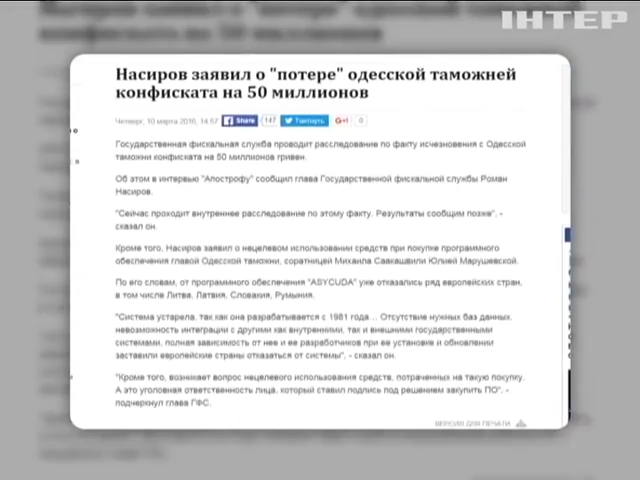 ІНТЕР
Насиров заявил о "потере" одесской таможней
конфиската на 50 миллионов
Четверг, 10 марта 2016, 14:57
Share
147
Твитнуть
G+1
0
Государственная фискальная служба проводит расследование по факту исчезновения с Одесской
таможни конфиската на 50 миллионов гривен.
Об этом в интервью "Апострофу" сообщил глава Государственной фискальной службы Роман
Насиров.
"Сейчас проходит внутреннее расследование по этому факту. Результаты сообщим позже", -
сказал он.
Кроме того, Насиров заявил о нецелевом использовании средств при покупке программного
обеспечения главой Одесской таможни, соратницей Михаила Саакашвили Юлией Марушевской.
По его словам, от програмного обеспечения "ASYCUDA" уже отказались ряд европейских стран,
в том числе Литва, Латвия, Словакия, Румыния.
"Система устарела, так как она разрабатывается с 1981 года... Отсутствие нужных баз данных,
невозможность интеграции с другими как внутренними, так и внешними государственными
системами, полная зависимость от нее и ее разработчиков при ее установке и обновлении
заставили европейские страны отказаться от системы", - сказал он.
"Кроме того, возникает вопрос нецелевого использования средств, потраченных на такую покупку.
А это уголовная ответственность лица, который ставил подпись под решением закупить ПО", -
подчеркнул глава ГФС.
ВЕРСИЯ ДЛЯ ПЕЧАТИ